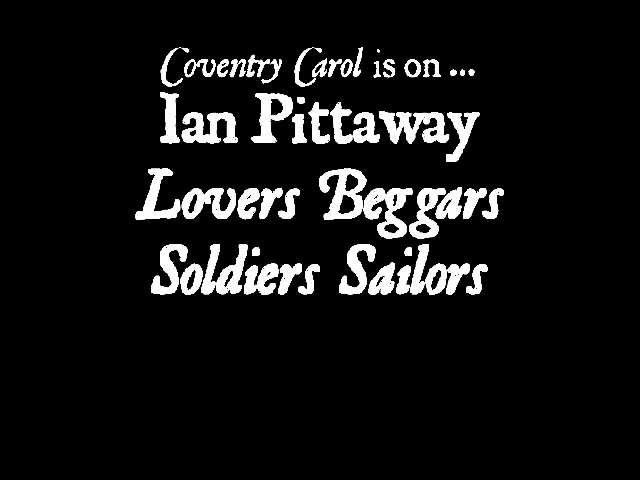 Coventry Carol is on ...
Ian Pittaway
Lovers Beggars
Soldiers Sailors